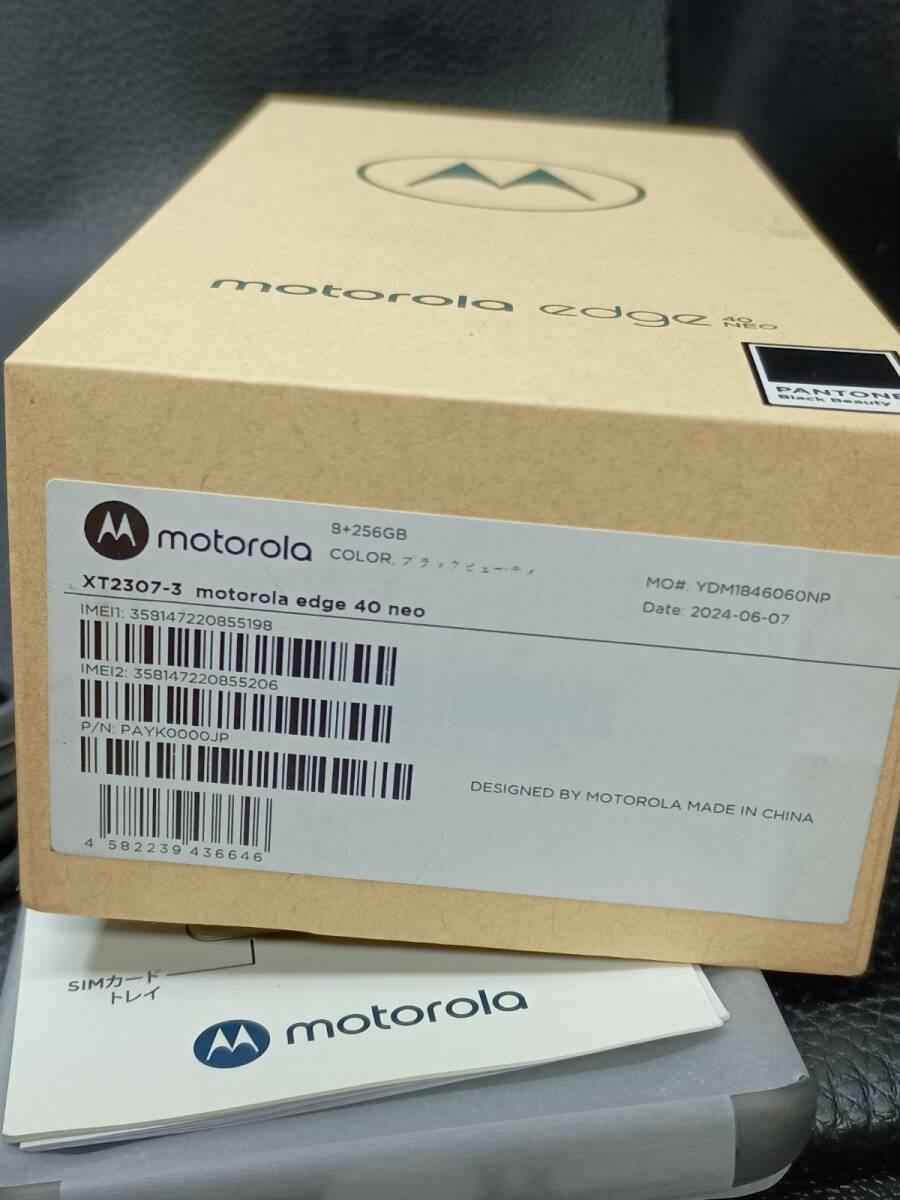 motorola edge 40
NEO
PANTONE
Black Beauty
motorola
8+256GB
COLOR: ブラックビューティ
XT2307-3 motorola edge 40 neo
MO#: YDM1846060NP
Date: 2024-06-07
IMEI1: 358147220855198
IMEI2: 358147220855206
P/N: PAYK0000JP
4 582239 436646
DESIGNED BY MOTOROLA MADE IN CHINA
SIMカード
トレイ
motorola